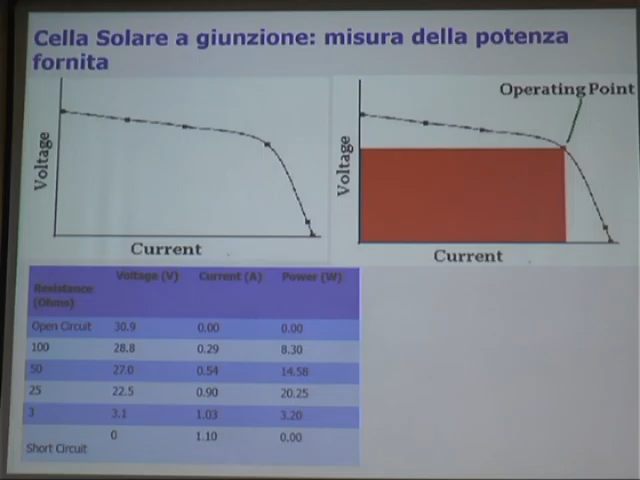 Cella Solare a giunzione: misura della potenza
fornita
Voltage
Current
Operating Point
Voltage
Current
Resistance (Ohms) Voltage (V) Current (A) Power (W)
Open Circuit 30.9 0.00 0.00
100 28.8 0.29 8.30
50 27.0 0.54 14.58
25 22.5 0.90 20.25
3 3.1 1.03 3.20
Short Circuit 0 1.10 0.00